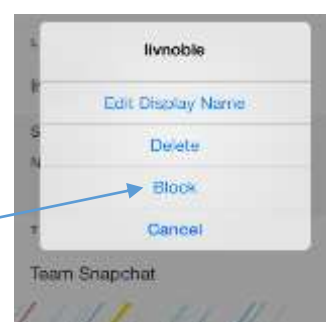 livnoble
Edit Display Name
Delete
Block
Cancel
Team Snapchat